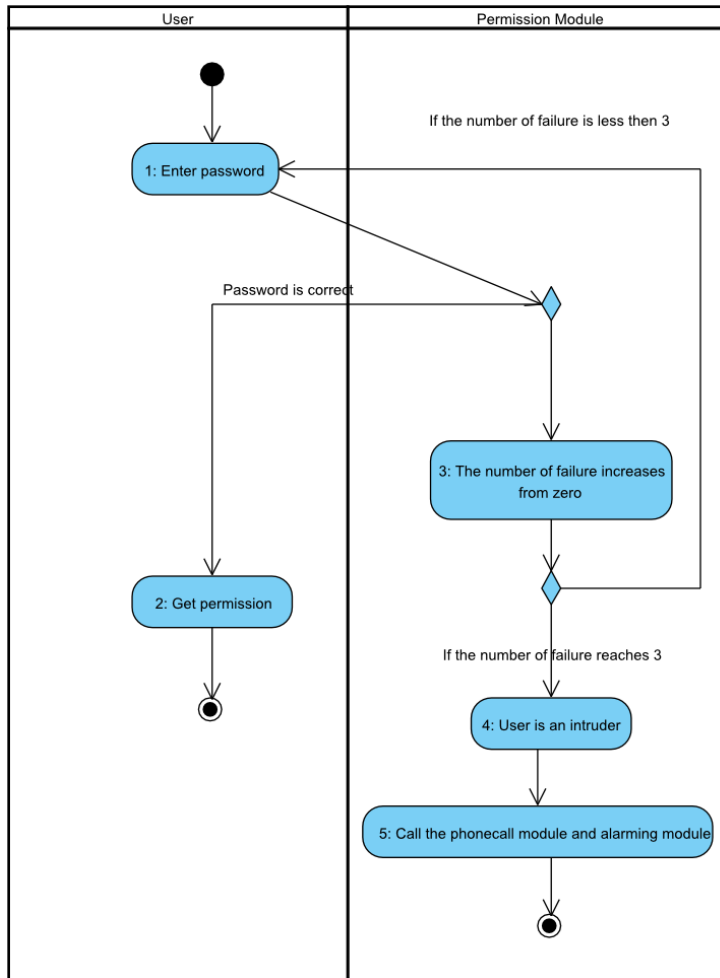 User
Permission Module
If the number of failure is less then 3
1: Enter password
Password is correct
3: The number of failure increases
from zero
2: Get permission
If the number of failure reaches 3
4: User is an intruder
5: Call the phonecall module and alarming module